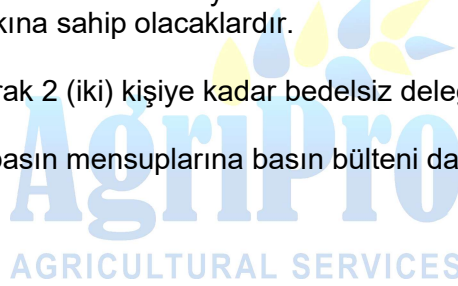 kına sahip olacaklardır.
rak 2 (iki) kişiye kadar bedelsiz deleg
basın mensuplarına basın bülteni da
AgriPro
AGRICULTURAL SERVICES